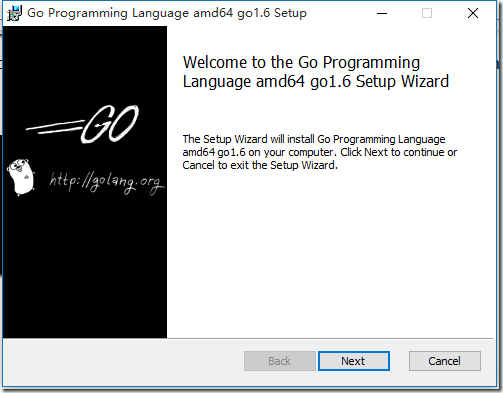 Go Programming Language amd64 go1.6 Setup
Welcome to the Go Programming
Language amd64 go1.6 Setup Wizard
The Setup Wizard will install Go Programming Language
amd64 go1.6 on your computer. Click Next to continue or
Cancel to exit the Setup Wizard.
GO
http://golang.org
Back
Next
Cancel